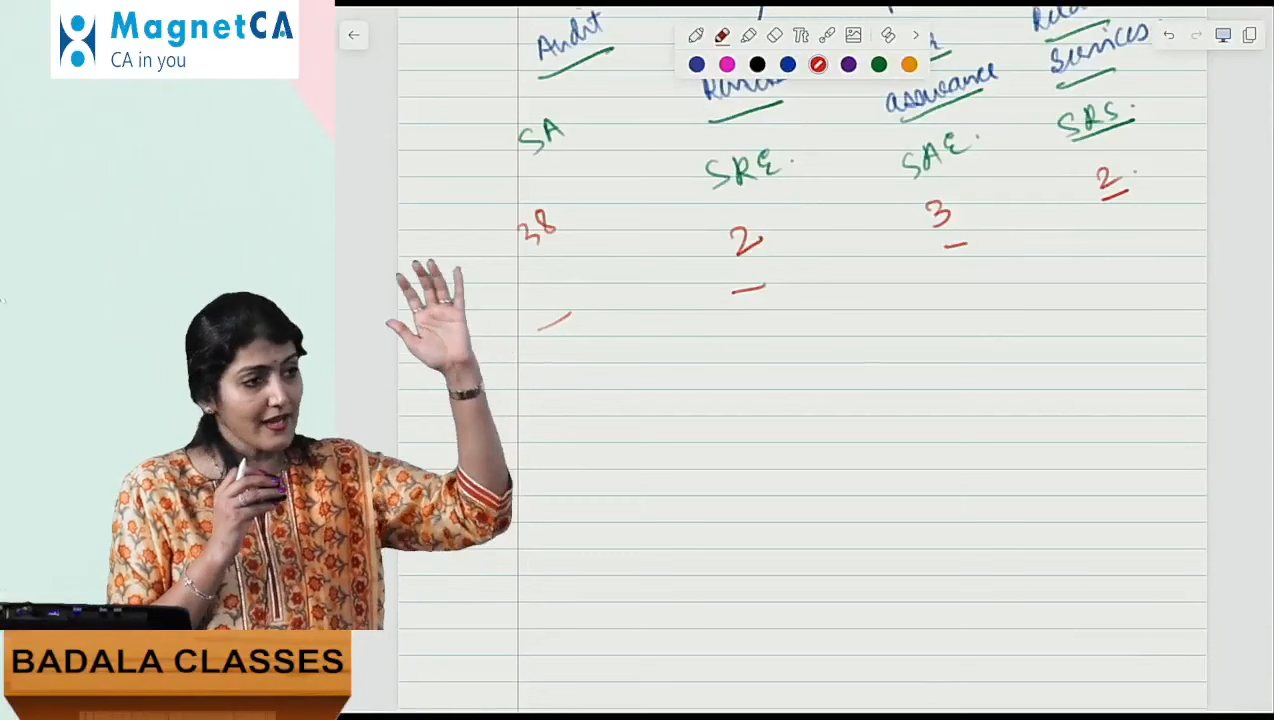 MagnetCA
CA in you
Audit
assurance
Services
SA
SRE.
SAE.
SRS.
38
2
3
2.
BADALA CLASSES